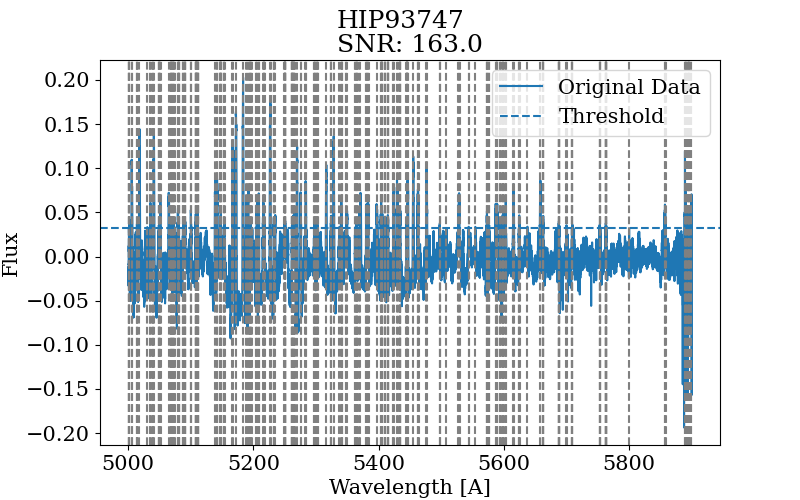 HIP93747
SNR: 163.0
Original Data
Threshold
Flux
0.20
0.15
0.10
0.05
0.00
−0.05
−0.10
−0.15
−0.20
5000
5200
5400
5600
5800
Wavelength [A]